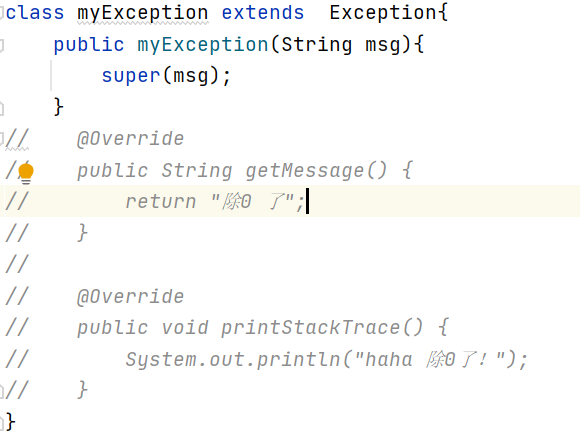 class myException extends  Exception{
    public myException(String msg){
        super(msg);
    }
//    @Override
//    public String getMessage() {
//        return "除0 了";
//    }
//
//    @Override
//    public void printStackTrace() {
//        System.out.println("haha 除0了！");
//    }
}